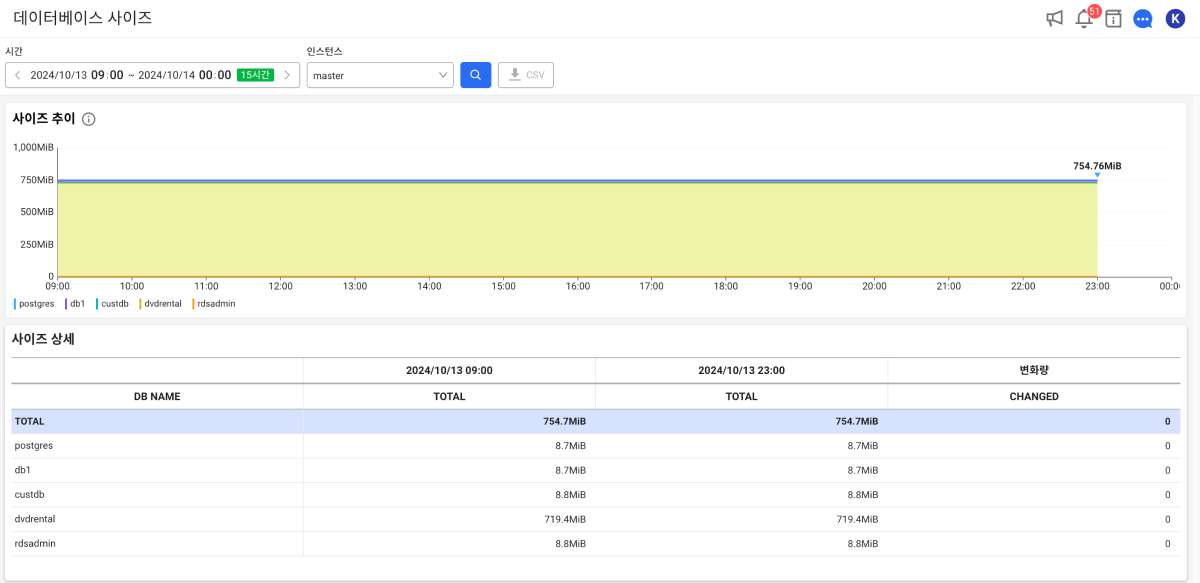 데이터베이스 사이즈
51
K
시간
인스턴스
2024/10/13 09:00 ~ 2024/10/14 00:00 15시간
master
CSV
사이즈 추이
1,000MiB
754.76MiB
750MiB
500MiB
250MiB
0
09:00 10:00 11:00 12:00 13:00 14:00 15:00 16:00 17:00 18:00 19:00 20:00 21:00 22:00 23:00 00:0
postgres db1 custdb dvdrental rdsadmin
사이즈 상세
2024/10/13 09:00 2024/10/13 23:00 변화량
DB NAME TOTAL TOTAL CHANGED
TOTAL 754.7MiB 754.7MiB 0
postgres 8.7MiB 8.7MiB 0
db1 8.7MiB 8.7MiB 0
custdb 8.8MiB 8.8MiB 0
dvdrental 719.4MiB 719.4MiB 0
rdsadmin 8.8MiB 8.8MiB 0